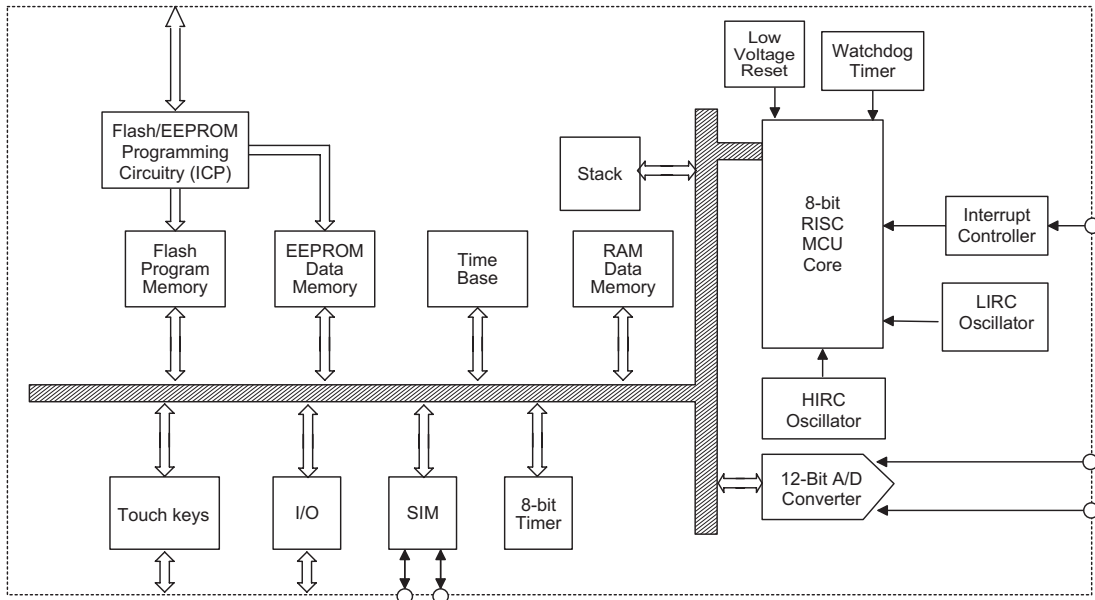 Low
Voltage
Reset
Watchdog
Timer
Flash/EEPROM
Programming
Circuitry (ICP)
Stack
8-bit
RISC
MCU
Core
Interrupt
Controller
Flash
Program
Memory
EEPROM
Data
Memory
Time
Base
RAM
Data
Memory
LIRC
Oscillator
HIRC
Oscillator
12-Bit A/D
Converter
Touch keys
I/O
SIM
8-bit
Timer